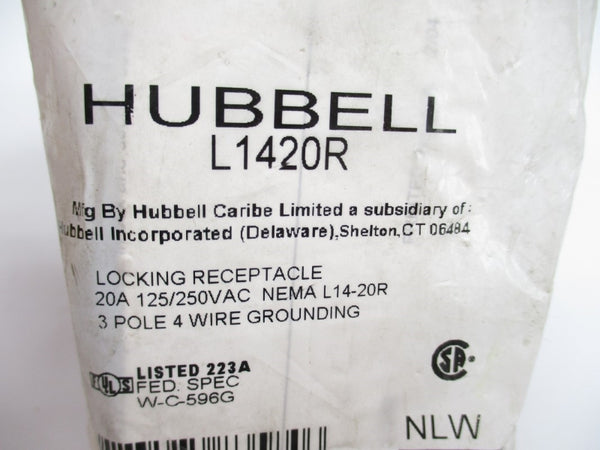 HUBBELL
L1420R
Mfg By Hubbell Caribe Limited a subsidiary of:
Hubbell Incorporated (Delaware),Shelton,CT 06484
LOCKING RECEPTACLE
20A 125/250VAC NEMA L14-20R
3 POLE 4 WIRE GROUNDING
LISTED 223A
FED. SPEC
W-C-596G
NLW